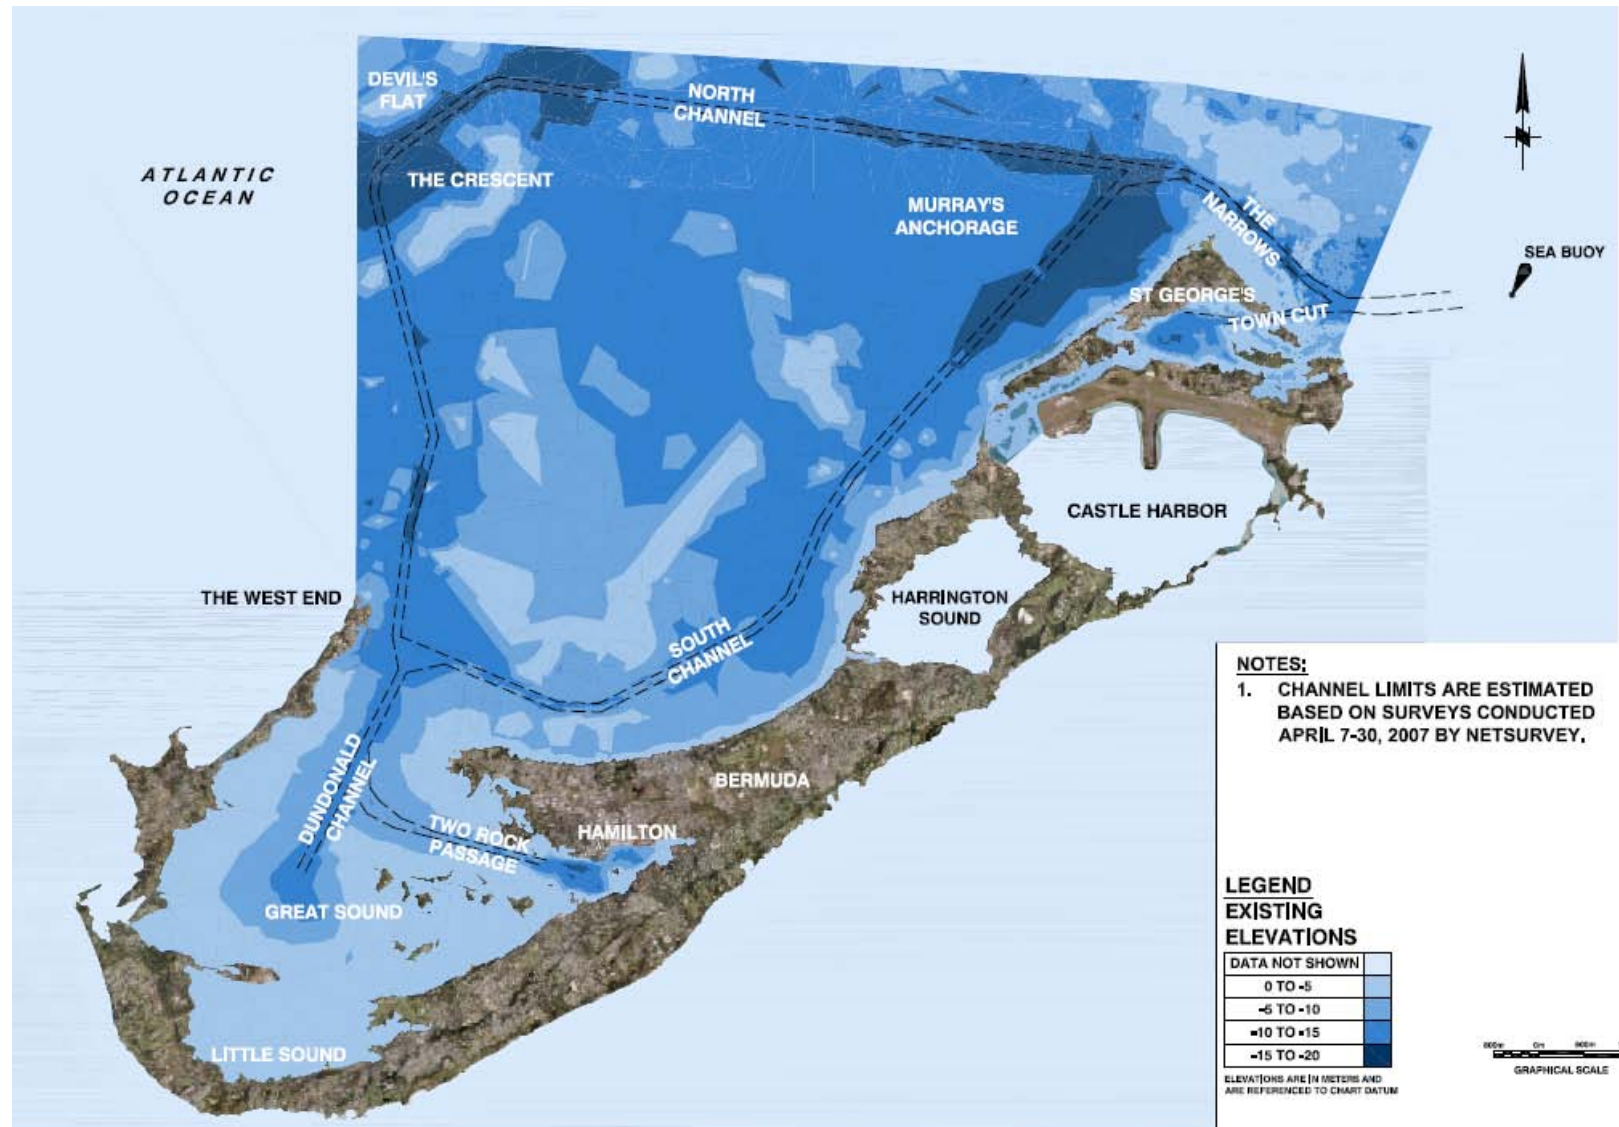 DEVIL'S
FLAT
NORTH
CHANNEL
ATLANTIC
OCEAN
THE CRESCENT
MURRAY'S
ANCHORAGE
THE
NARROWS
SEA BUOY
ST GEORGE'S
TOWN CUT
CASTLE HARBOR
THE WEST END
HARRINGTON
SOUND
SOUTH
CHANNEL
DUNDONALD
CHANNEL
BERMUDA
TWO ROCK
PASSAGE
HAMILTON
GREAT SOUND
LITTLE SOUND
N
NOTES:
1. CHANNEL LIMITS ARE ESTIMATED
BASED ON SURVEYS CONDUCTED
APRIL 7-30, 2007 BY NETSURVEY.
LEGEND
EXISTING
ELEVATIONS
DATA NOT SHOWN
0 TO -5
-5 TO -10
-10 TO -15
-15 TO -20
ELEVATIONS ARE IN METERS AND
ARE REFERENCED TO CHART DATUM
800m 0m 800m
GRAPHICAL SCALE